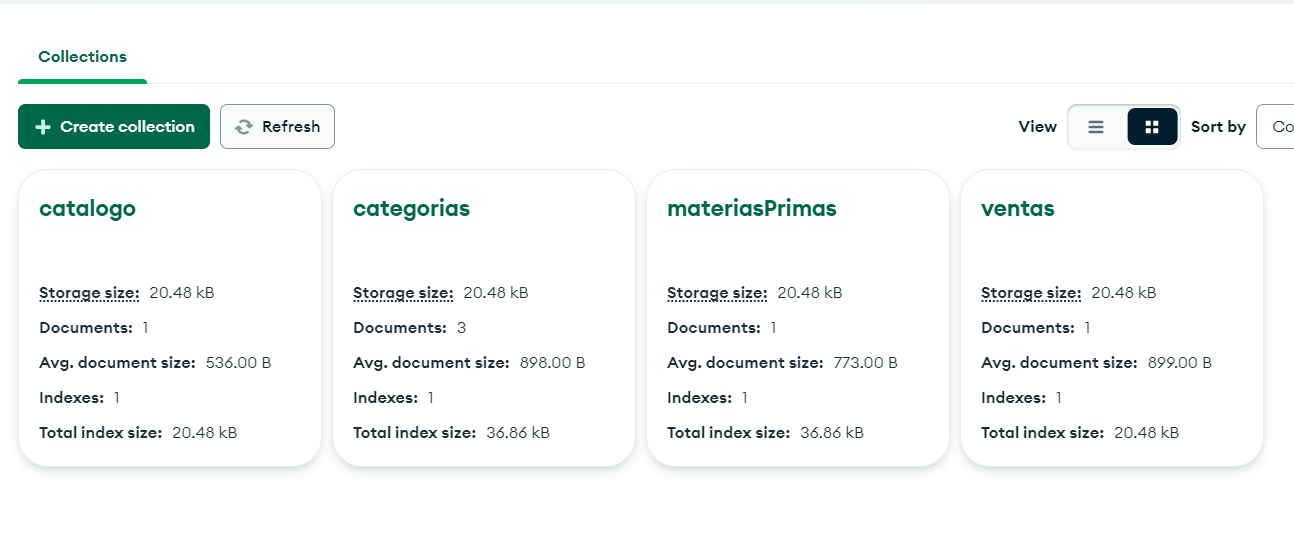 Collections
Create collection
Refresh
View
Sort by
Co
catalogo
Storage size: 20.48 kB
Documents: 1
Avg. document size: 536.00 B
Indexes: 1
Total index size: 20.48 kB
categorias
Storage size: 20.48 kB
Documents: 3
Avg. document size: 898.00 B
Indexes: 1
Total index size: 36.86 kB
materiasPrimas
Storage size: 20.48 kB
Documents: 1
Avg. document size: 773.00 B
Indexes: 1
Total index size: 36.86 kB
ventas
Storage size: 20.48 kB
Documents: 1
Avg. document size: 899.00 B
Indexes: 1
Total index size: 20.48 kB